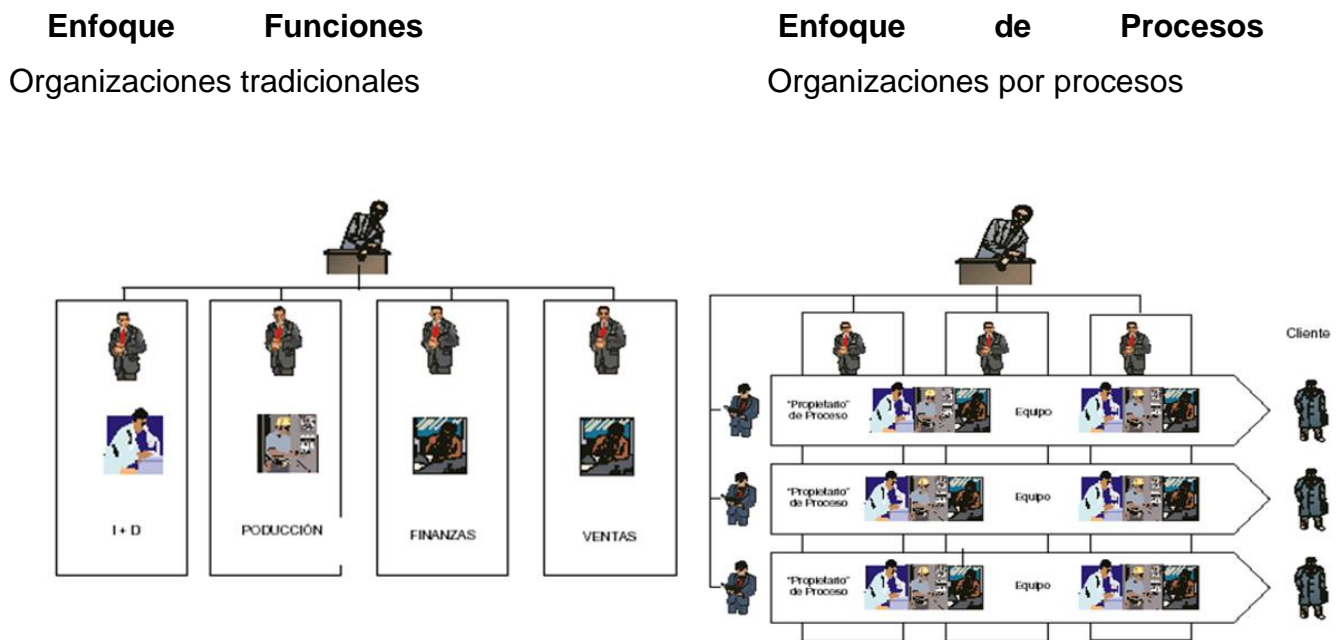 Enfoque Funciones
Organizaciones tradicionales
I + D
PODUCCIÓN
FINANZAS
VENTAS
Enfoque de Procesos
Organizaciones por procesos
Cliente
"Propietario"
de Proceso
Equipo
"Propietario"
de Proceso
Equipo
"Propietario"
de Proceso
Equipo